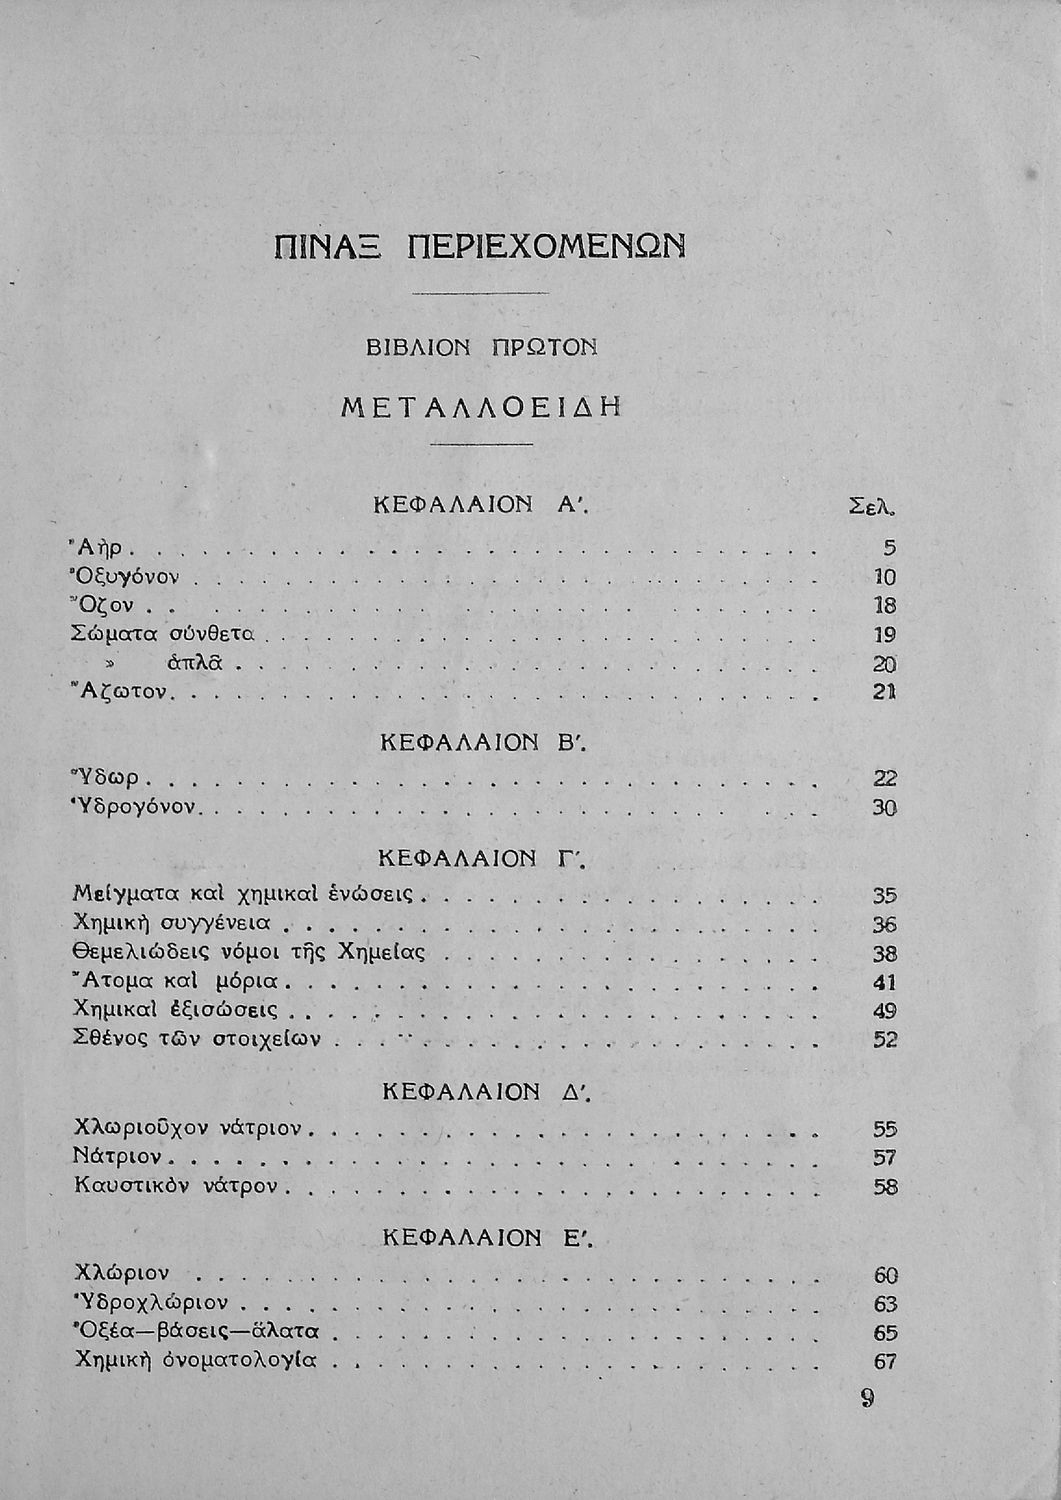 ΠΙΝΑΞ ΠΕΡΙΕΧΟΜΕΝΩΝ
ΒΙΒΛΙΟΝ ΠΡΩΤΟΝ
ΜΕΤΑΛΛΟΕΙΔΗ
ΚΕΦΑΛΑΙΟΝ Α΄. Σελ.
Ἀὴρ 5
Ὀξυγόνον 10
Ὄζον 18
Σώματα σύνθετα 19
» ἁπλᾶ 20
Ἄζωτον 21
ΚΕΦΑΛΑΙΟΝ Β΄.
Ὕδωρ 22
Ὑδρογόνον 30
ΚΕΦΑΛΑΙΟΝ Γ΄.
Μείγματα καὶ χημικαὶ ἑνώσεις 35
Χημικὴ συγγένεια 36
Θεμελιώδεις νόμοι τῆς Χημείας 38
Ἄτομα καὶ μόρια 41
Χημικαὶ ἐξισώσεις 49
Σθένος τῶν στοιχείων 52
ΚΕΦΑΛΑΙΟΝ Δ΄.
Χλωριοῦχον νάτριον 55
Νάτριον 57
Καυστικὸν νάτρον 58
ΚΕΦΑΛΑΙΟΝ Ε΄.
Χλώριον 60
Ὑδροχλώριον 63
Ὀξέα—βάσεις—ἅλατα 65
Χημικὴ ὀνοματολογία 67
9